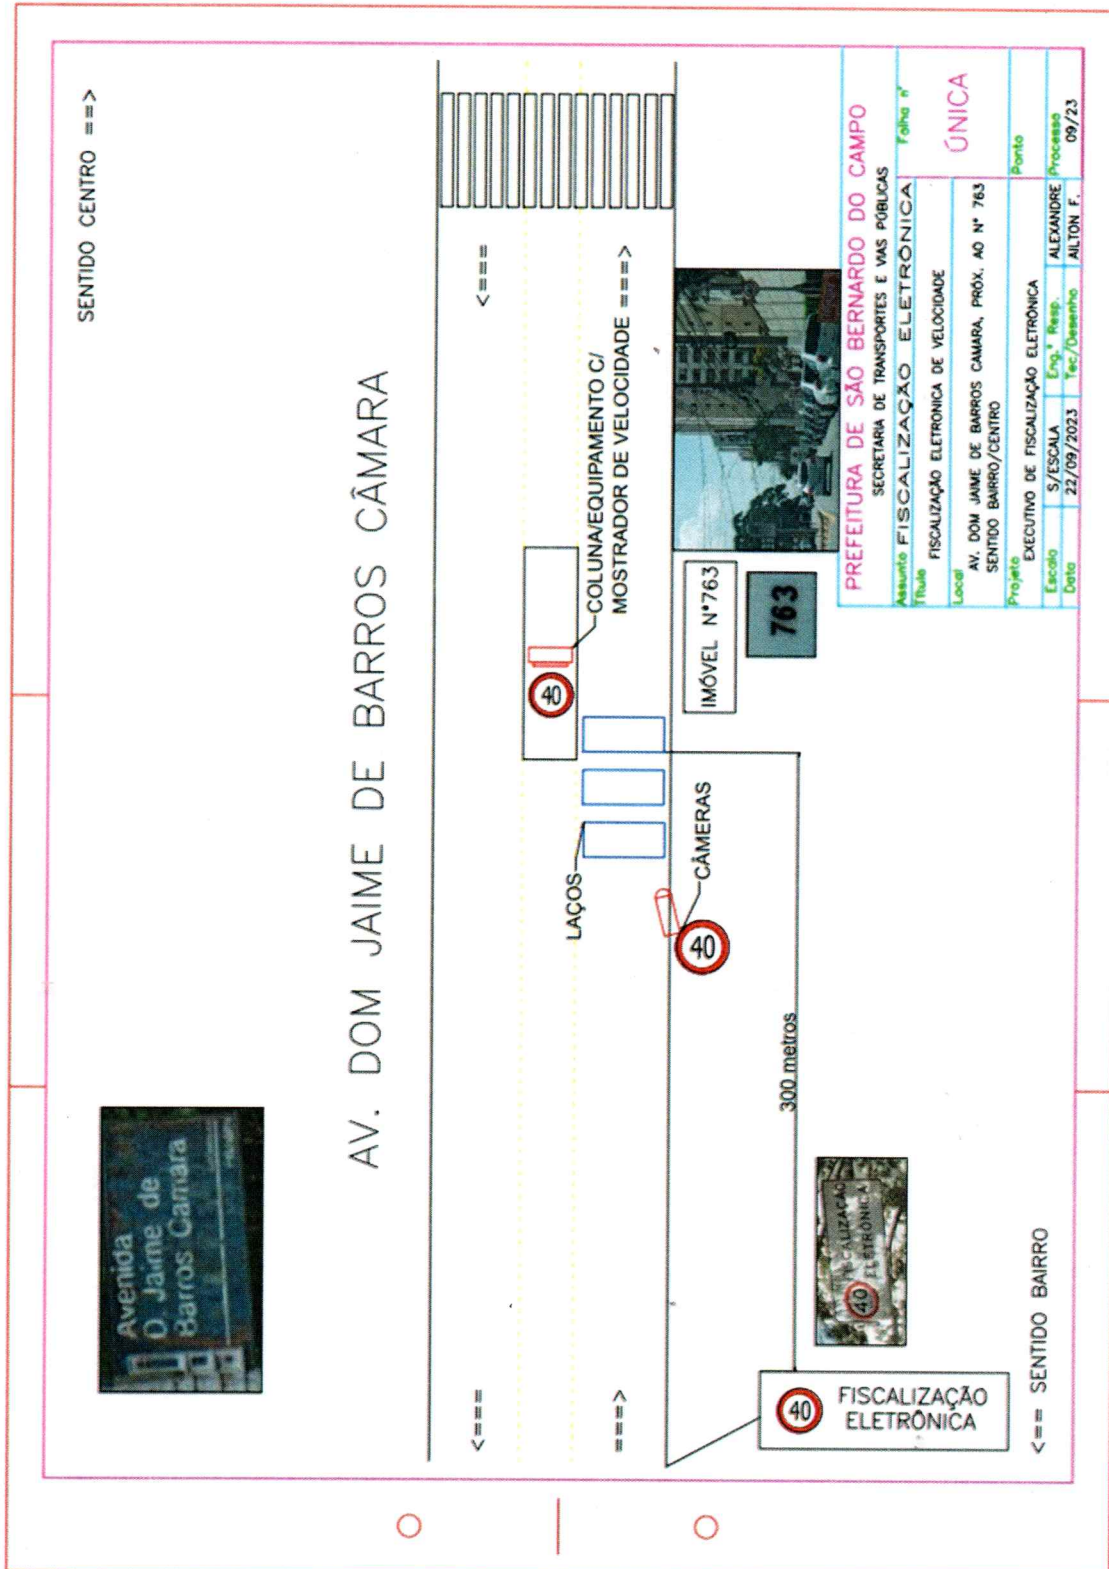 SENTIDO CENTRO ==>
Avenida
D. Jaime de
Barros Camara
AV. DOM JAIME DE BARROS CÂMARA
<===
<===
COLUNA/EQUIPAMENTO C/
MOSTRADOR DE VELOCIDADE
====>
====>
40
LAÇOS
CÂMERAS
40
IMÓVEL N°763
763
300 metros
40
FISCALIZAÇÃO
ELETRÔNICA
40
FISCALIZAÇÃO
ELETRÔNICA
<== SENTIDO BAIRRO
PREFEITURA DE SÃO BERNARDO DO CAMPO
SECRETARIA DE TRANSPORTES E VIAS PÚBLICAS
Assunto FISCALIZAÇÃO ELETRÔNICA
Folha n°
ÚNICA
Título
FISCALIZAÇÃO ELETRONICA DE VELOCIDADE
Local
AV. DOM JAIME DE BARROS CAMARA, PRÓX. AO N° 763
SENTIDO BAIRRO/CENTRO
Projeto
EXECUTIVO DE FISCALIZAÇÃO ELETRÔNICA
Ponto
Escala S/ESCALA Eng.° Resp. ALEXANDRE Processo
Data 22/09/2023 Tec/Desenho AILTON F. 09/23